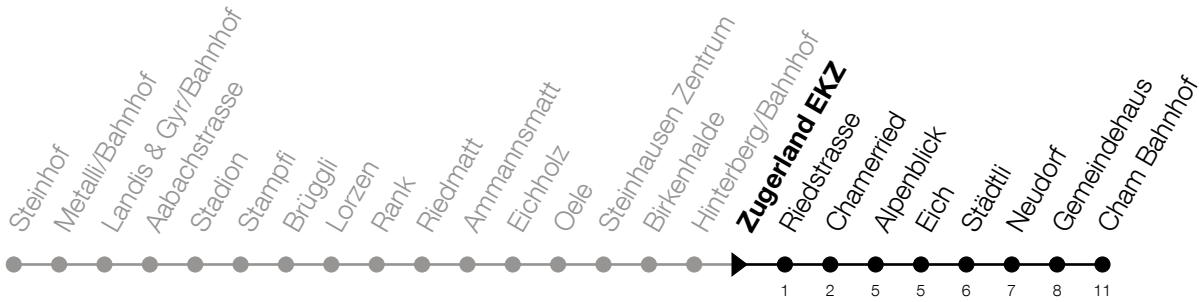 Steinhof
Metalli/Bahnhof
Landis & Gyr/Bahnhof
Aabachstrasse
Stadion
Stampfi
Brüggli
Lorzen
Rank
Riedmatt
Ammannsmatt
Eichholz
Oele
Steinhausen Zentrum
Birkenhalde
Hinterberg/Bahnhof
Zugerland EKZ
Riedstrasse
Chamerried
Alpenblick
Eich
Städtli
Neudorf
Gemeindehaus
Cham Bahnhof
1 2 5 5 6 7 8 11